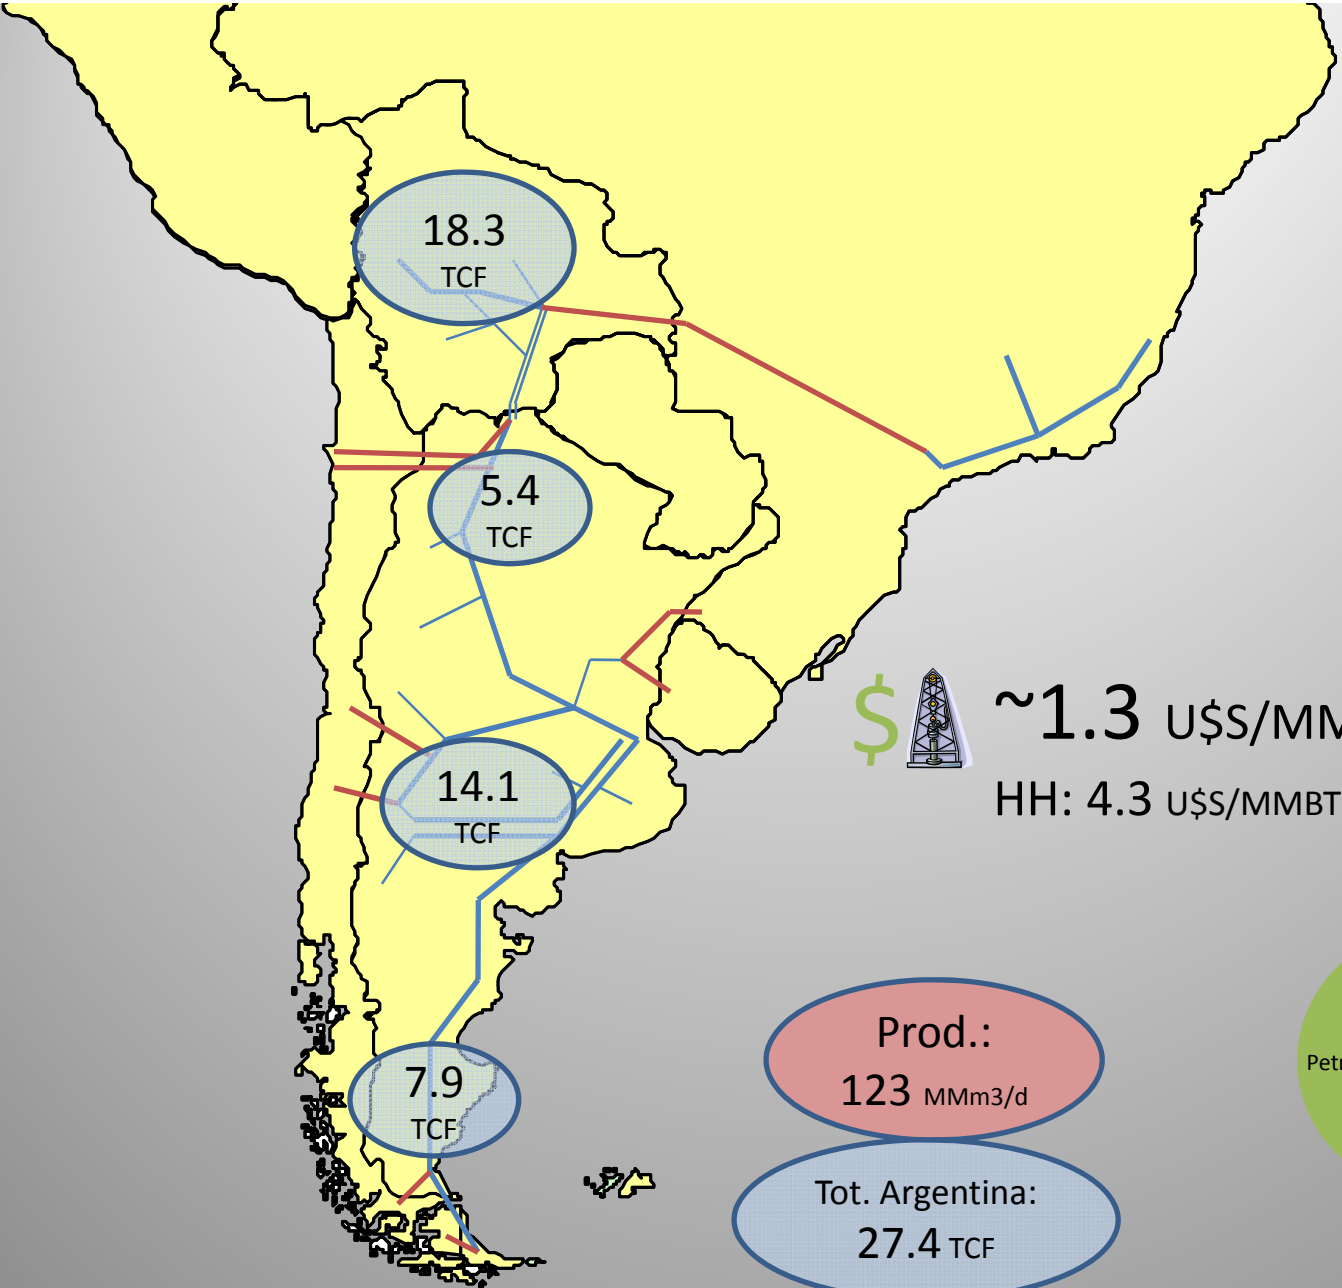 18.3
TCF
5.4
TCF
$ ~1.3 U$S/MM
HH: 4.3 U$S/MMBT
14.1
TCF
Prod.:
123 MMm3/d
Petr
7.9
TCF
Tot. Argentina:
27.4 TCF